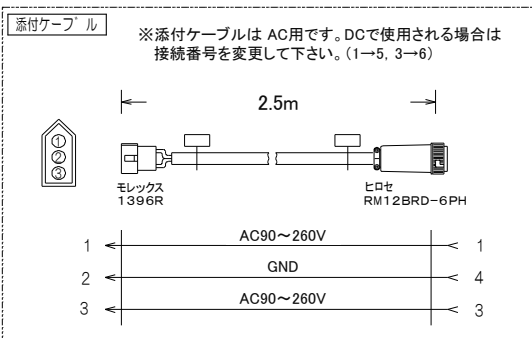 添付ケーブル
※添付ケーブルは AC用です。DCで使用される場合は
接続番号を変更して下さい。(1→5, 3→6)
2.5m
①
②
③
モレックス
1396R
ヒロセ
RM12BRD-6PH
1 AC90～260V 1
2 GND 4
3 AC90～260V 3